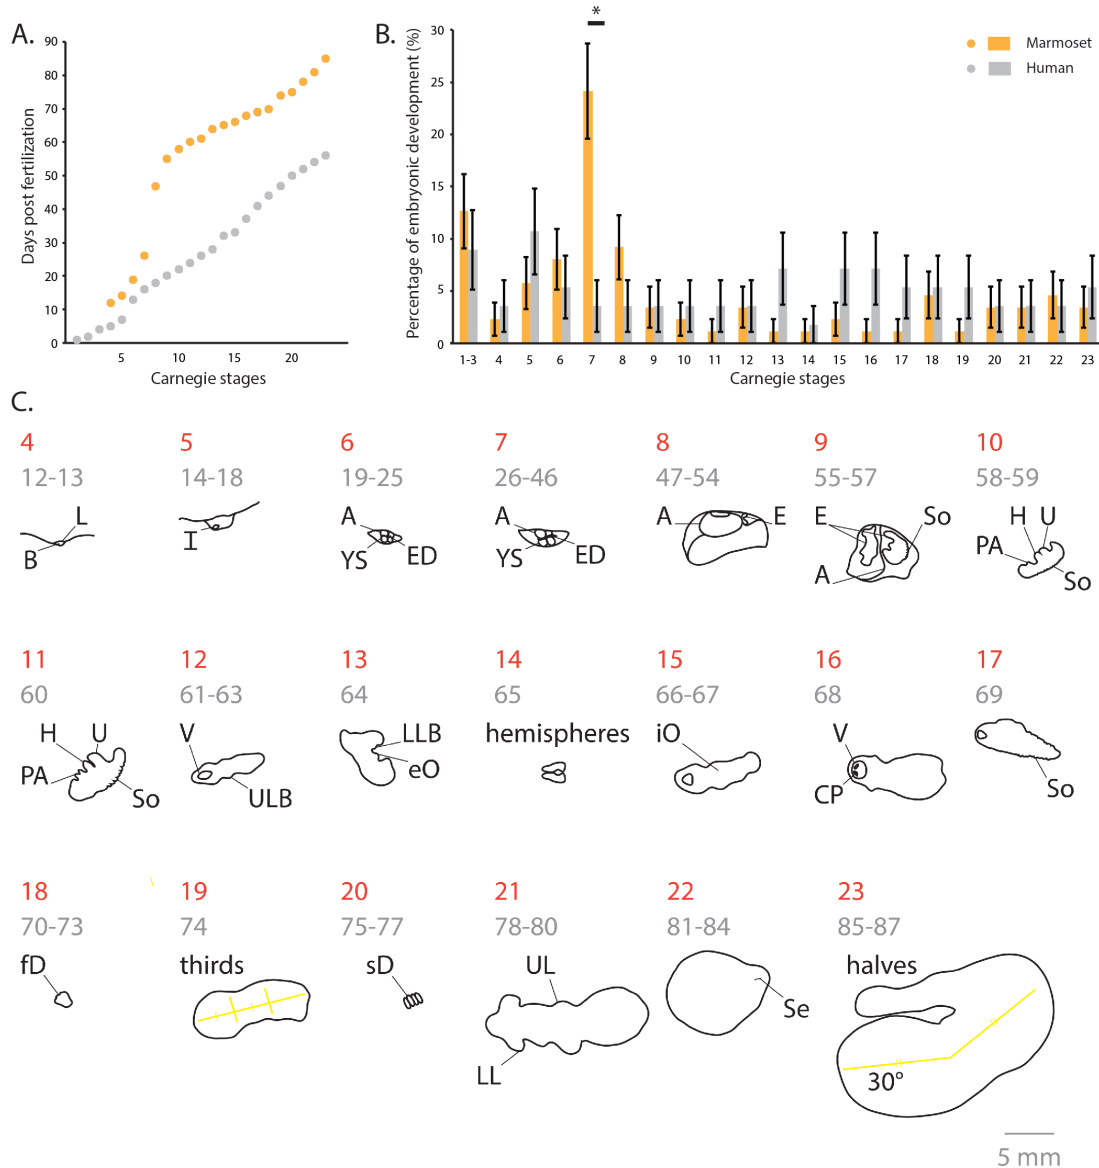 A.
90
80
70
60
50
40
30
20
10
0
Days post fertilization
5
10
15
20
Carnegie stages
B.
*
30
25
20
15
10
5
0
Percentage of embryonic development (%)
Marmoset
Human
1-3 4 5 6 7 8 9 10 11 12 13 14 15 16 17 18 19 20 21 22 23
Carnegie stages
C.
4 5 6 7 8 9 10
12-13 14-18 19-25 26-46 47-54 55-57 58-59
L
B
I
A
YS ED
A
YS ED
A E
E So
A
H U
PA
So
11 12 13 14 15 16 17
60 61-63 64 65 66-67 68 69
H U
PA
So
V
ULB
LLB
eO
hemispheres
iO
V
CP
So
18 19 20 21 22 23
70-73 74 75-77 78-80 81-84 85-87
fD
thirds
sD
UL
LL
Se
halves
30°
5 mm